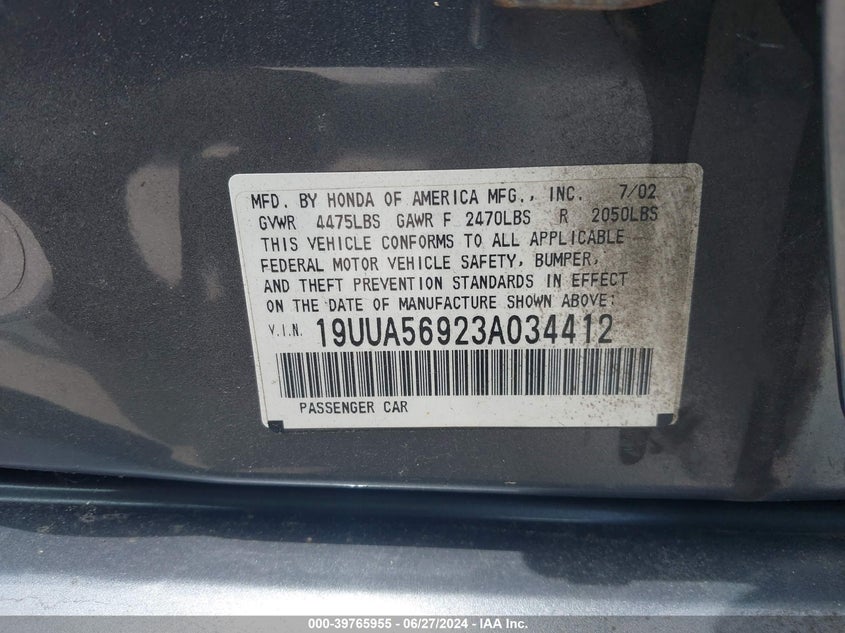 MFD. BY HONDA OF AMERICA MFG., INC. 7/02
GVWR 4475LBS GAWR F 2470LBS R 2050LBS
THIS VEHICLE CONFORMS TO ALL APPLICABLE
FEDERAL MOTOR VEHICLE SAFETY, BUMPER,
AND THEFT PREVENTION STANDARDS IN EFFECT
ON THE DATE OF MANUFACTURE SHOWN ABOVE:
V.I.N. 19UUA56923A034412
PASSENGER CAR
000-39765955 | 06/27/2024 - IAA Inc.